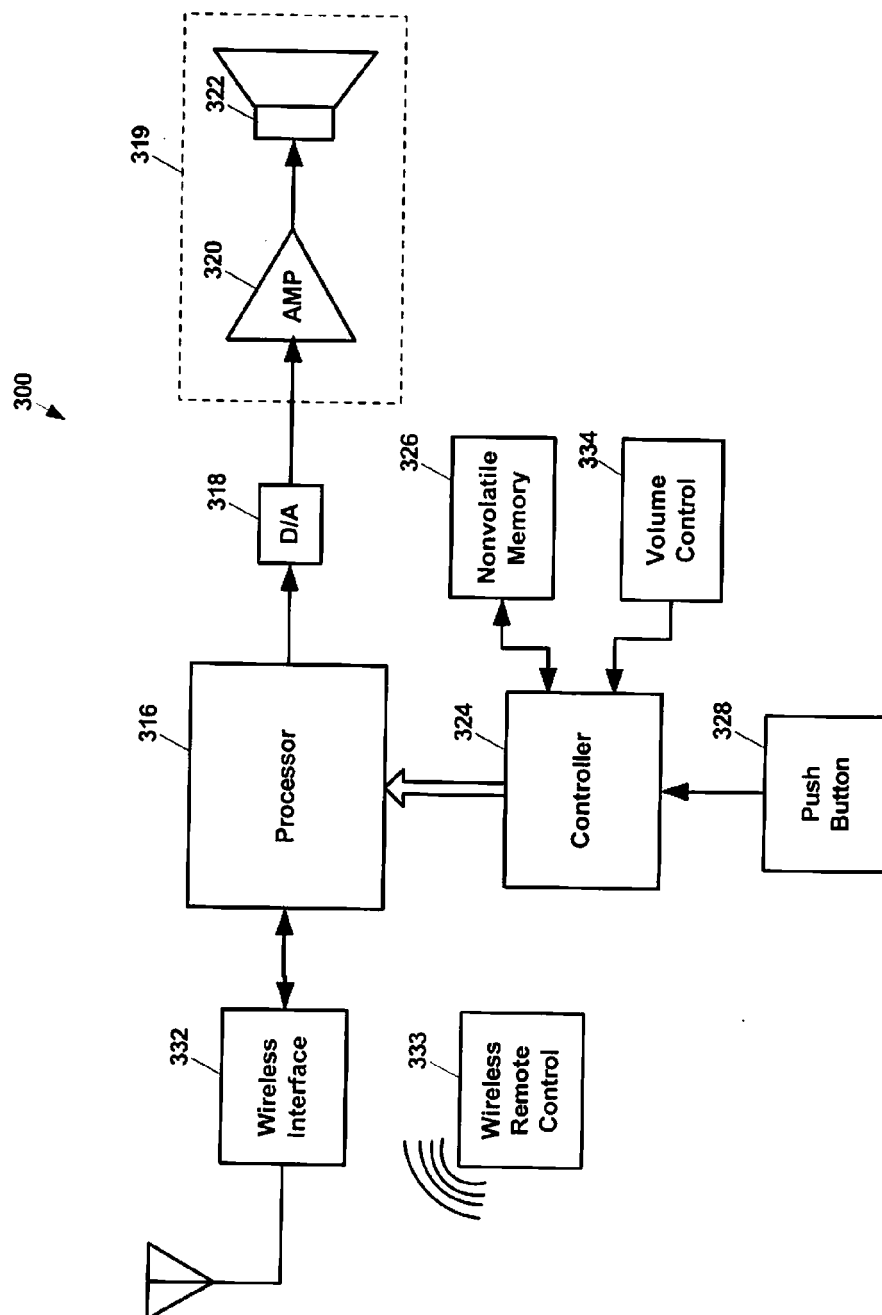 300
319
322
320
AMP
318
D/A
316
Processor
332
Wireless
Interface
333
Wireless
Remote
Control
324
Controller
326
Nonvolatile
Memory
334
Volume
Control
328
Push
Button